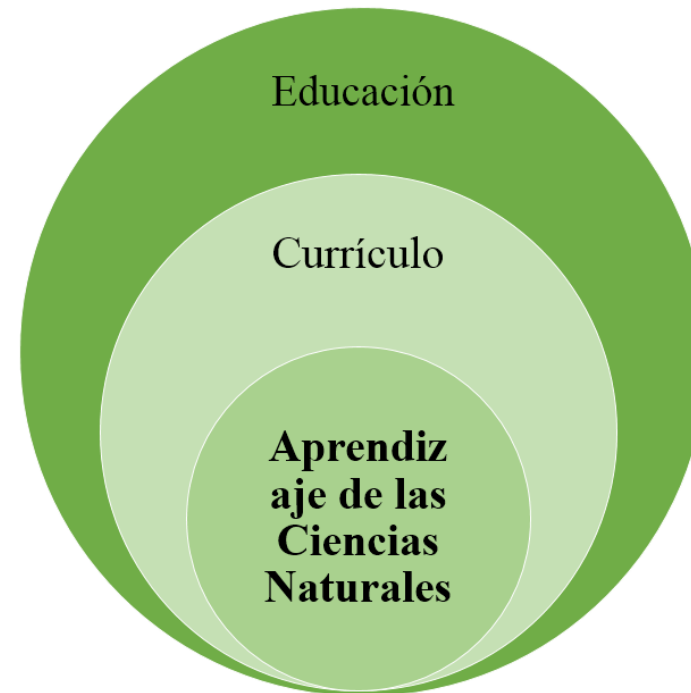 Educación
Currículo
Aprendiz
aje de las
Ciencias
Naturales